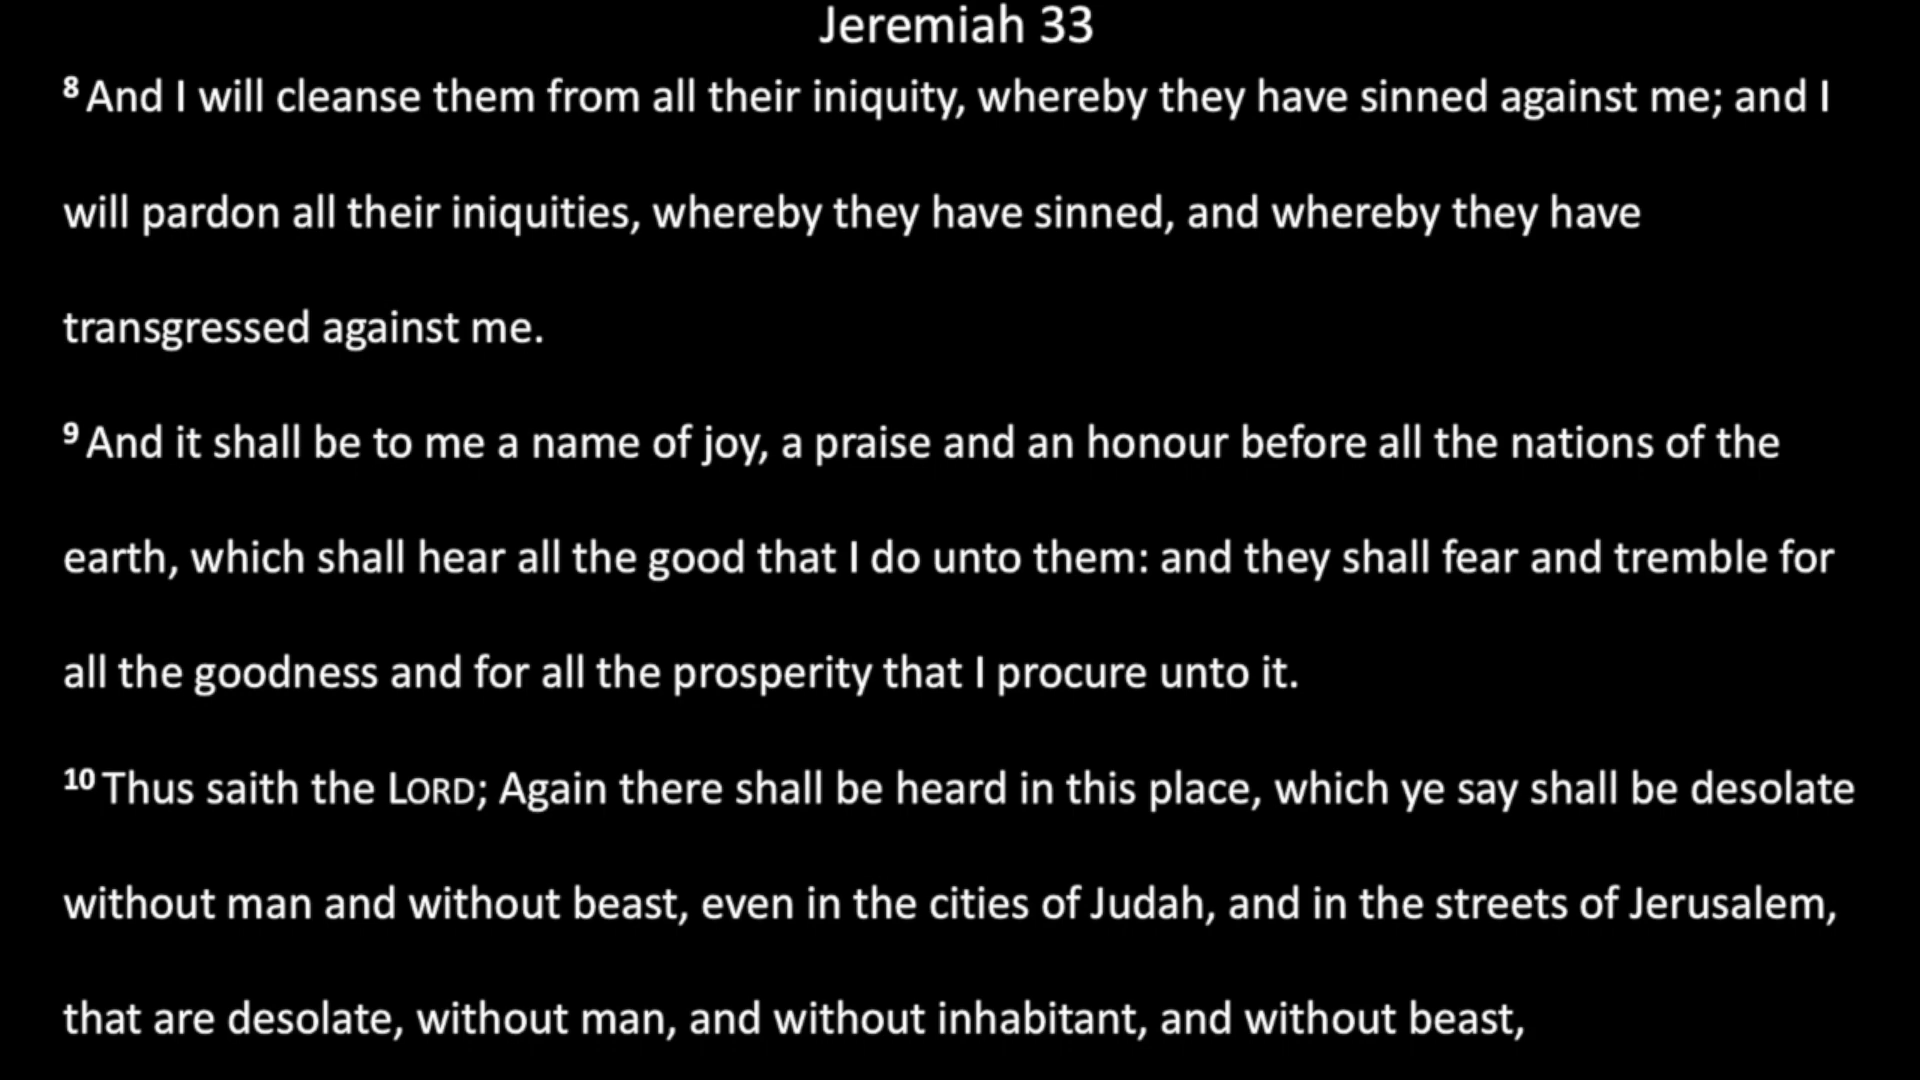 Jeremiah 33
8 And I will cleanse them from all their iniquity, whereby they have sinned against me; and I
will pardon all their iniquities, whereby they have sinned, and whereby they have
transgressed against me.
9 And it shall be to me a name of joy, a praise and an honour before all the nations of the
earth, which shall hear all the good that I do unto them: and they shall fear and tremble for
all the goodness and for all the prosperity that I procure unto it.
10 Thus saith the LORD; Again there shall be heard in this place, which ye say shall be desolate
without man and without beast, even in the cities of Judah, and in the streets of Jerusalem,
that are desolate, without man, and without inhabitant, and without beast,